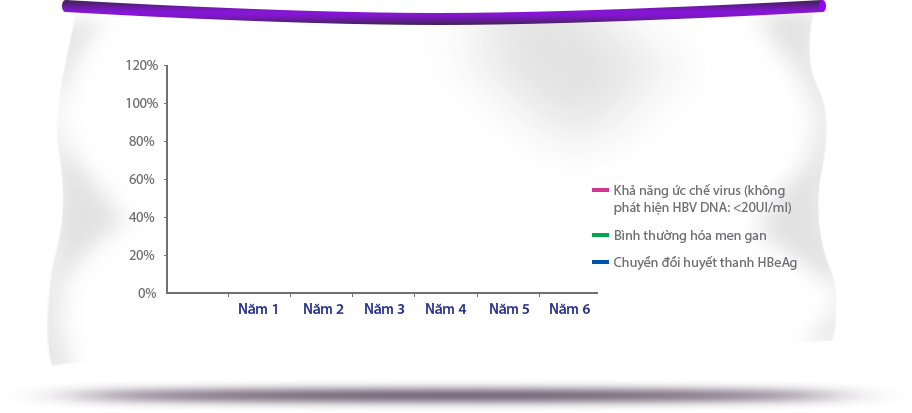 120%
100%
80%
60%
40%
20%
0%
Năm 1 Năm 2 Năm 3 Năm 4 Năm 5 Năm 6
Khả năng ức chế virus (không
phát hiện HBV DNA: <20UI/ml)
Bình thường hóa men gan
Chuyển đổi huyết thanh HBeAg